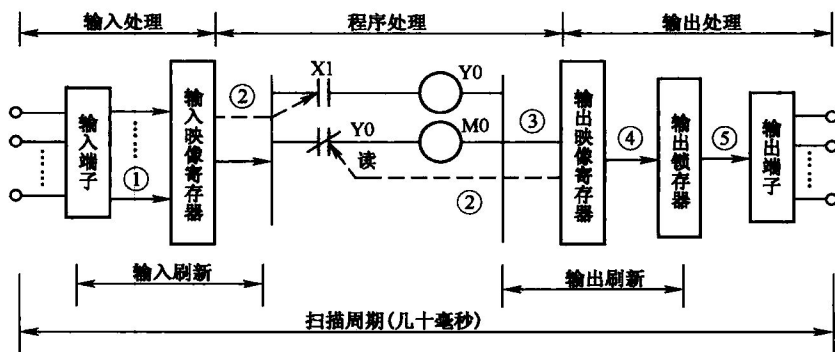 输入处理
程序处理
输出处理
输入端子
①
输入映像寄存器
②
X1
Y0
Y0
M0
读
②
③
输出映像寄存器
④
输出锁存器
⑤
输出端子
输入刷新
输出刷新
扫描周期(几十毫秒)